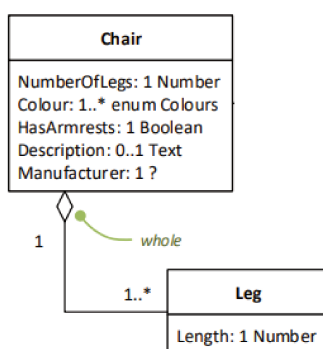 Chair
NumberOfLegs: 1 Number
Colour: 1..* enum Colours
HasArmrests: 1 Boolean
Description: 0..1 Text
Manufacturer: 1 ?
1
whole
1..*
Leg
Length: 1 Number